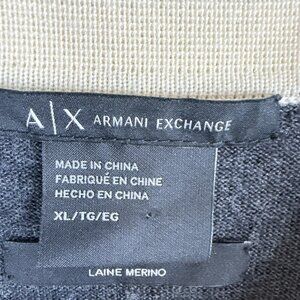 A|X ARMANI EXCHANGE
MADE IN CHINA
FABRIQUÉ EN CHINE
HECHO EN CHINA
XL/TG/EG
LAINE MERINO